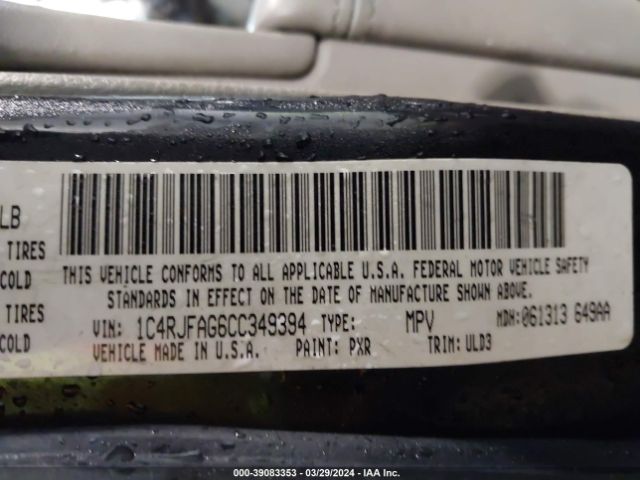 LB
TIRES
COLD
TIRES
COLD
THIS VEHICLE CONFORMS TO ALL APPLICABLE U.S.A. FEDERAL MOTOR VEHICLE SAFETY
STANDARDS IN EFFECT ON THE DATE OF MANUFACTURE SHOWN ABOVE.
VIN: 1C4RJFAG6CC349394 TYPE: MPV MDH:061313 649AA
VEHICLE MADE IN U.S.A. PAINT: PXR TRIM: ULD3
000-39083353 - 03/29/2024 - IAA Inc.